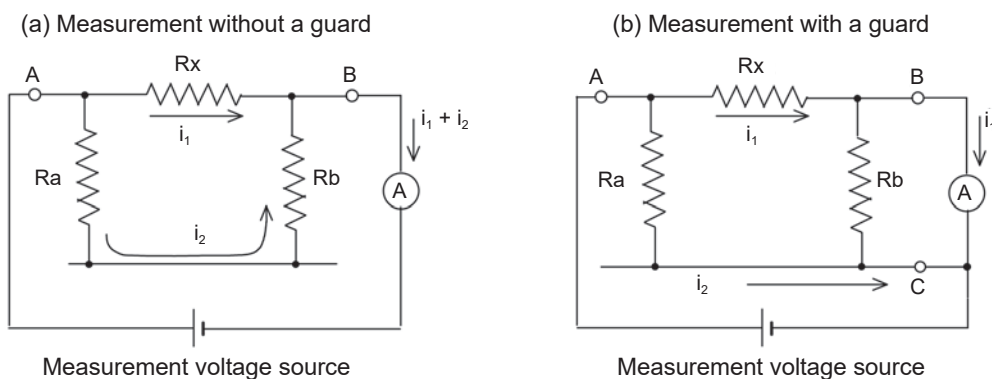 (a) Measurement without a guard
A
Rx
B
i₁
i₁ + i₂
Ra
Rb
A
i₂
Measurement voltage source
(b) Measurement with a guard
A
Rx
B
i₁
Ra
Rb
A
i₂
C
Measurement voltage source